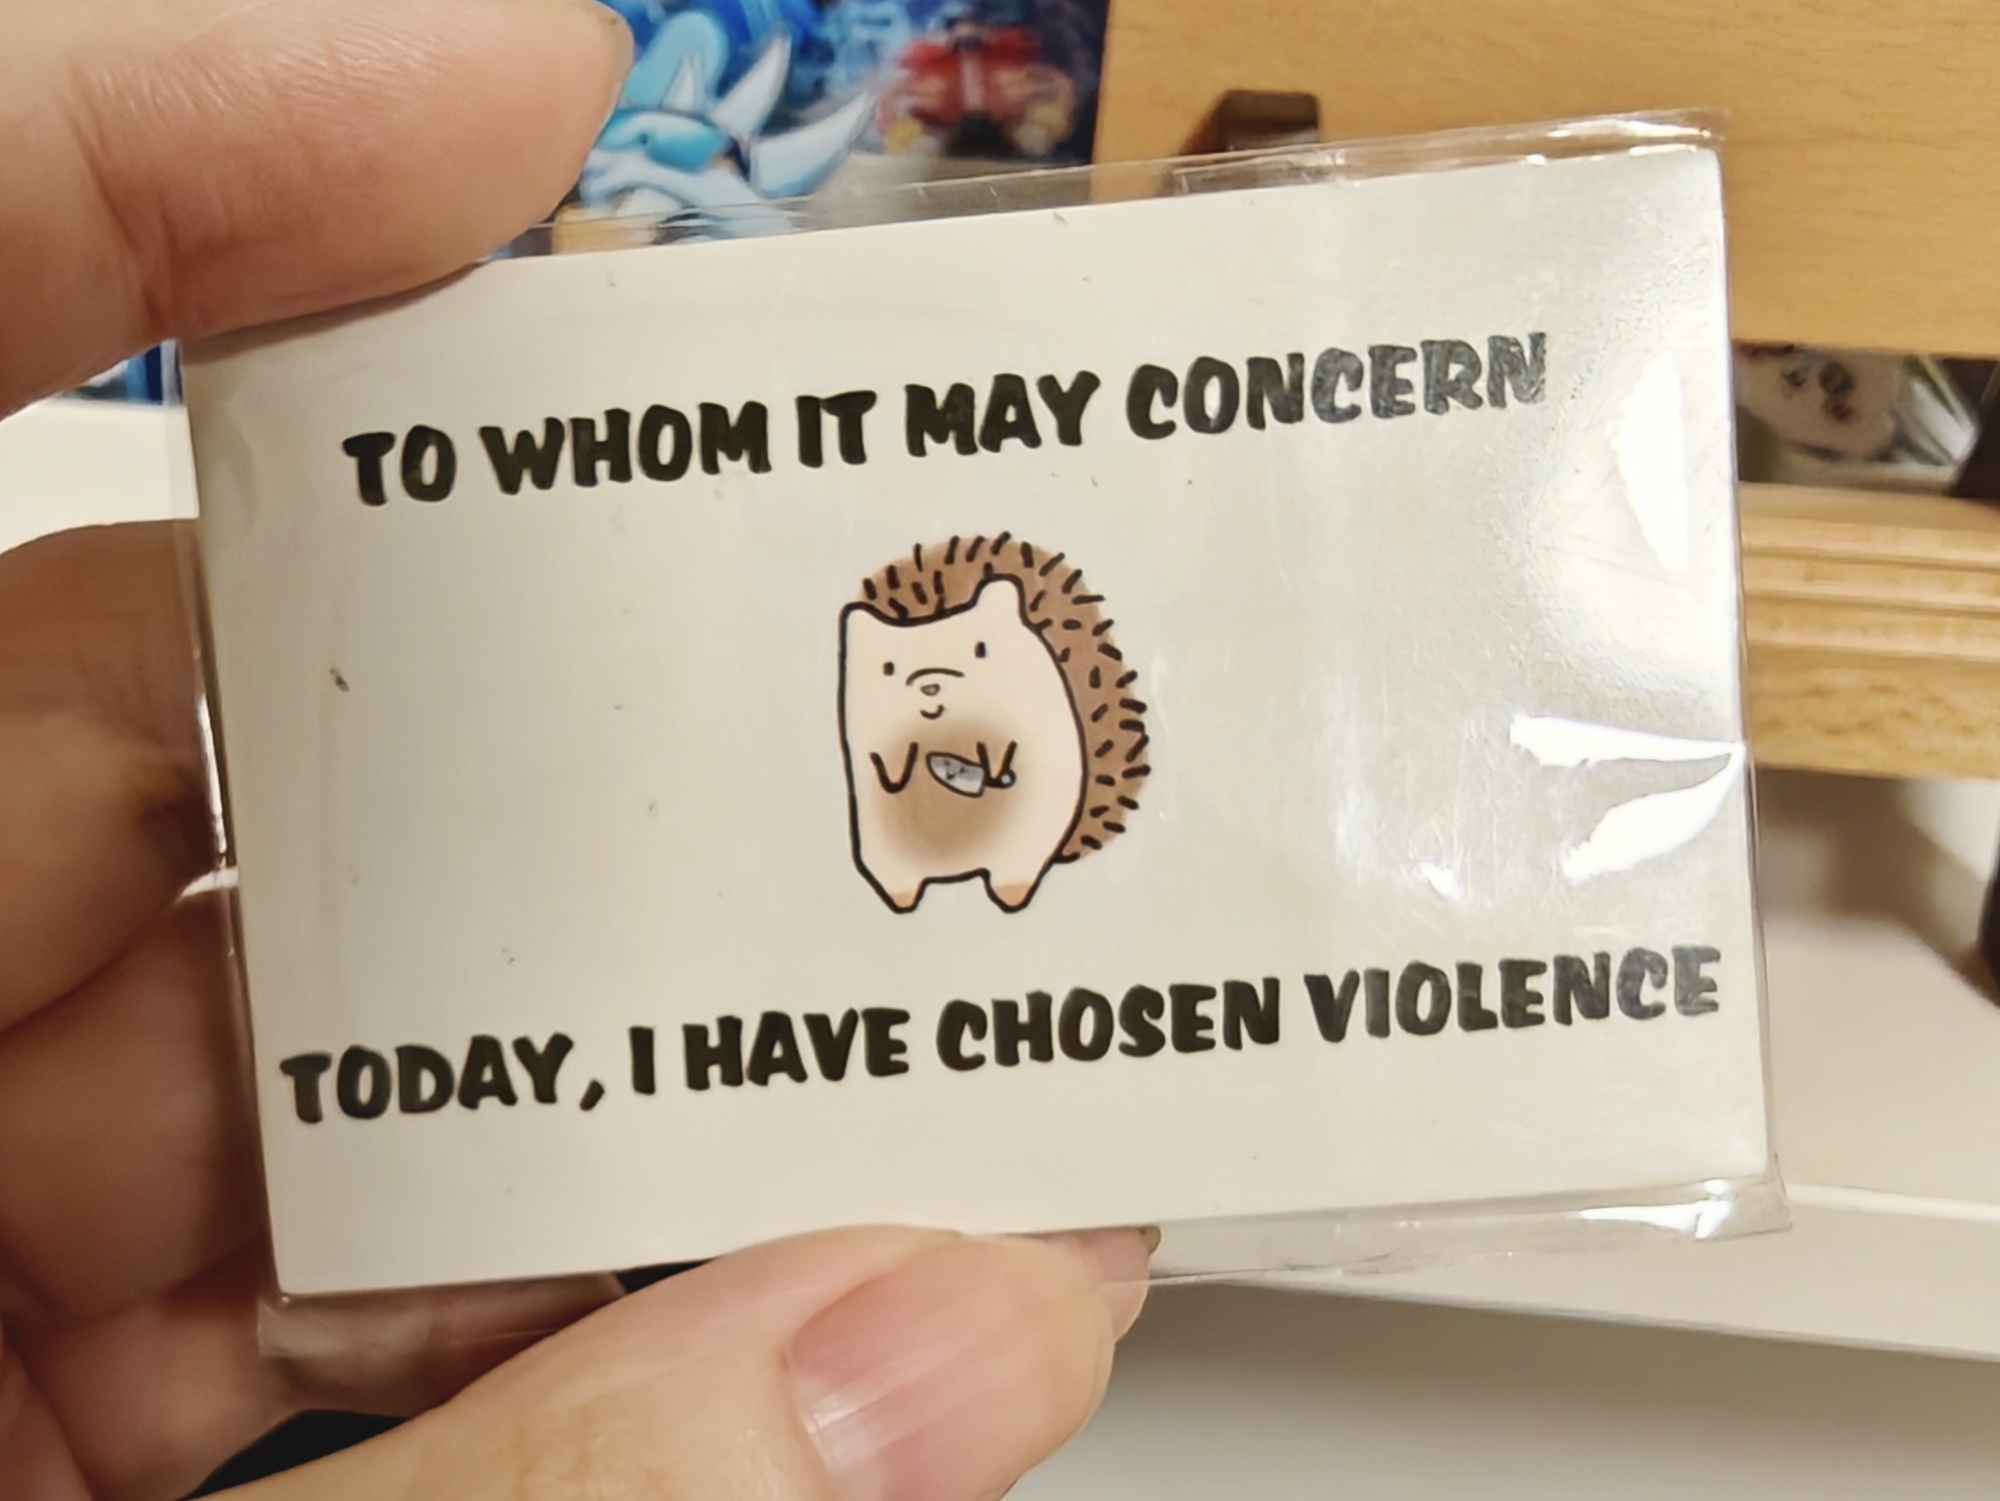 TO WHOM IT MAY CONCERN
TODAY, I HAVE CHOSEN VIOLENCE